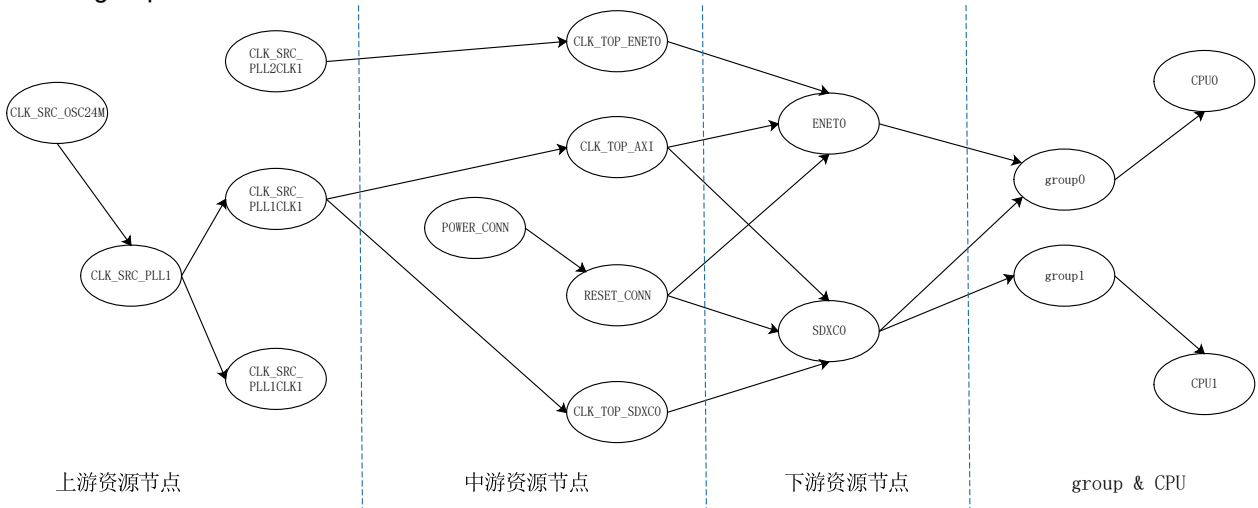 CLK_SRC_
PLL2CLK1
CLK_TOP_ENET0
CPU0
CLK_SRC_OSC24M
ENET0
CLK_TOP_AXI
group0
CLK_SRC_
PLL1CLK1
POWER_CONN
CLK_SRC_PLL1
RESET_CONN
group1
SDXC0
CLK_SRC_
PLL1CLK1
CLK_TOP_SDXC0
CPU1
上游资源节点
中游资源节点
下游资源节点
group & CPU